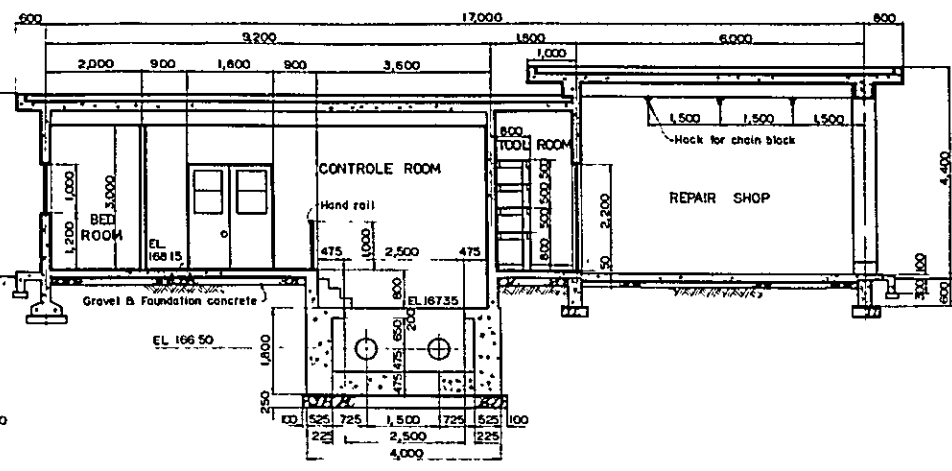 600 17,000 800
9,200 1,800 6,000
2,000 900 1,800 900 3,600 1,000
1,500 1,500 1,500
Hock for chain block
800
TOOL ROOM
CONTROLE ROOM
REPAIR SHOP
4,400
3,000
1,000
1,200
BED
ROOM
EL
168 15
Hand rail
1,000
475 2,500 475
500 500 500 500 800
2,200
50
100
300
600
Gravel & Foundation concrete
800
EL 167 35
200
EL 166 50
1,800
650
475 475
250
100 525 725 1,500 725 525 100
225 2,500 225
4,000